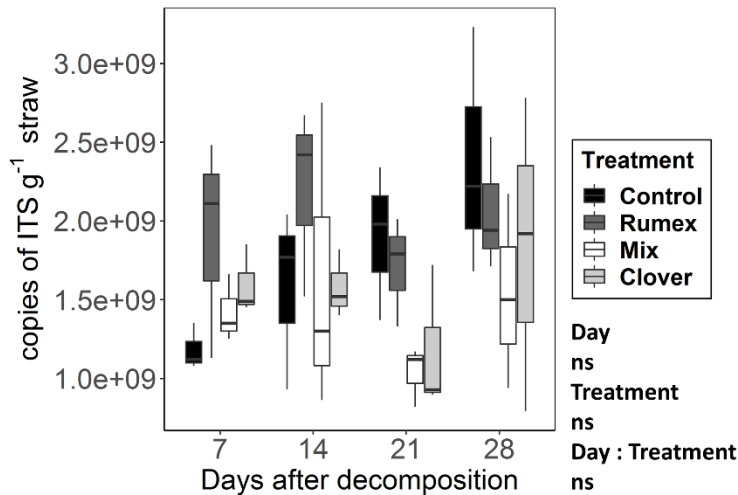 copies of ITS g⁻¹ straw
3.0e+09
2.5e+09
2.0e+09
1.5e+09
1.0e+09
7 14 21 28
Days after decomposition
Treatment
Control
Rumex
Mix
Clover
Day
ns
Treatment
ns
Day : Treatment
ns